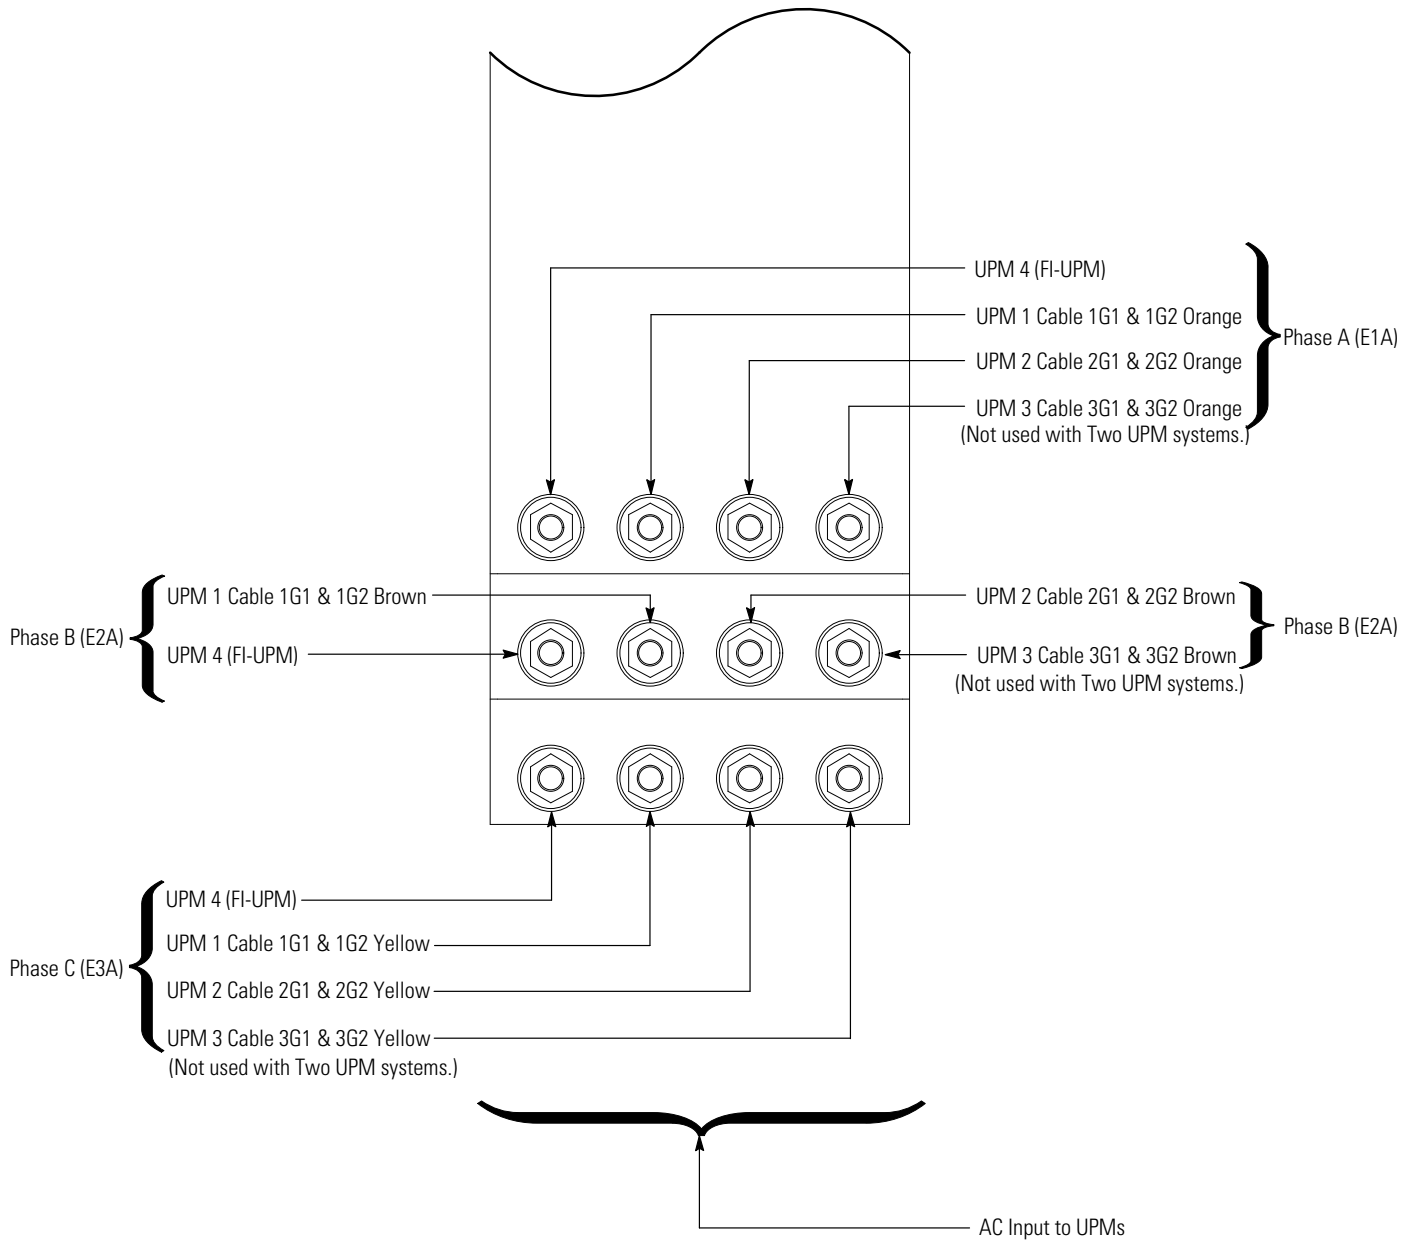 UPM 4 (FI-UPM)
UPM 1 Cable 1G1 & 1G2 Orange
UPM 2 Cable 2G1 & 2G2 Orange
UPM 3 Cable 3G1 & 3G2 Orange
(Not used with Two UPM systems.)
Phase A (E1A)
Phase B (E2A)
UPM 1 Cable 1G1 & 1G2 Brown
UPM 4 (FI-UPM)
UPM 2 Cable 2G1 & 2G2 Brown
UPM 3 Cable 3G1 & 3G2 Brown
(Not used with Two UPM systems.)
Phase B (E2A)
Phase C (E3A)
UPM 4 (FI-UPM)
UPM 1 Cable 1G1 & 1G2 Yellow
UPM 2 Cable 2G1 & 2G2 Yellow
UPM 3 Cable 3G1 & 3G2 Yellow
(Not used with Two UPM systems.)
AC Input to UPMs